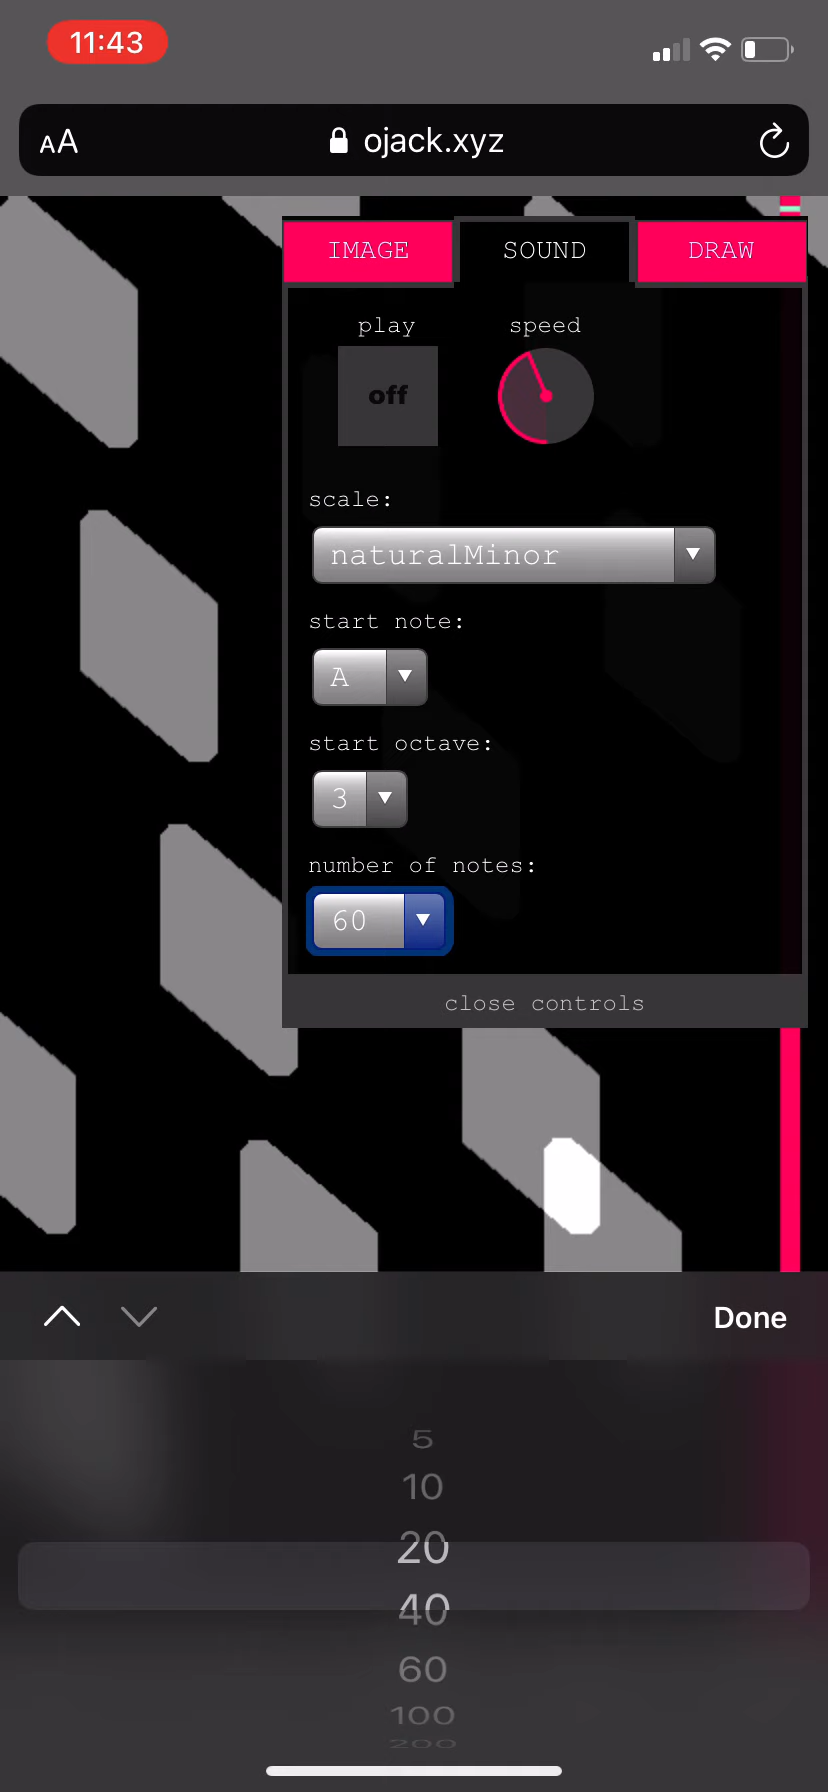 11:43
AA ojack.xyz
IMAGE SOUND DRAW
play speed
off
scale:
naturalMinor
start note:
A
start octave:
3
number of notes:
60
close controls
Done
5
10
20
40
60
100
200